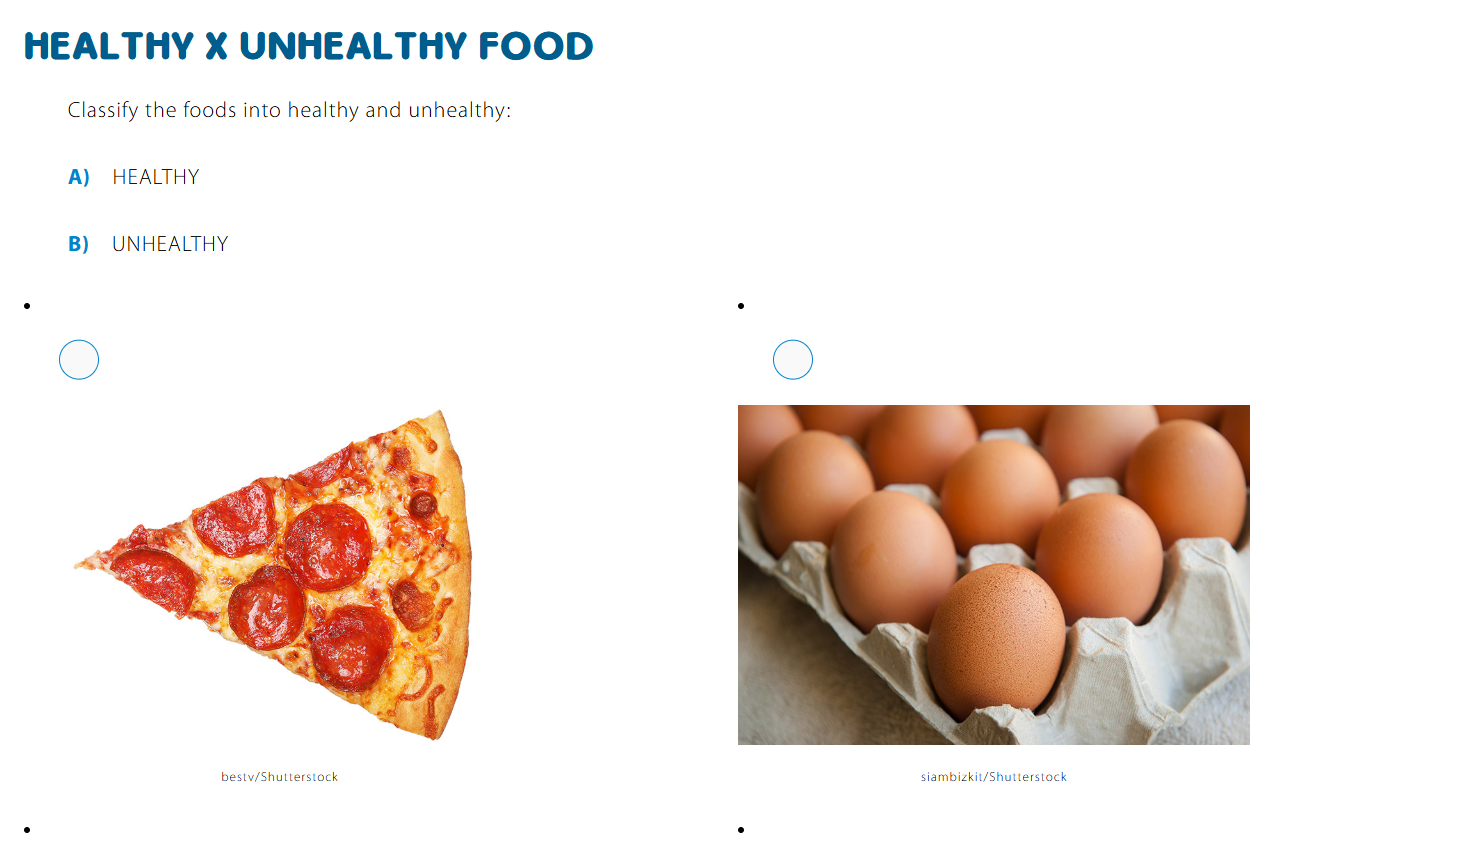 HEALTHY X UNHEALTHY FOOD
Classify the foods into healthy and unhealthy:
A) HEALTHY
B) UNHEALTHY
bestv/Shutterstock
siambizkit/Shutterstock